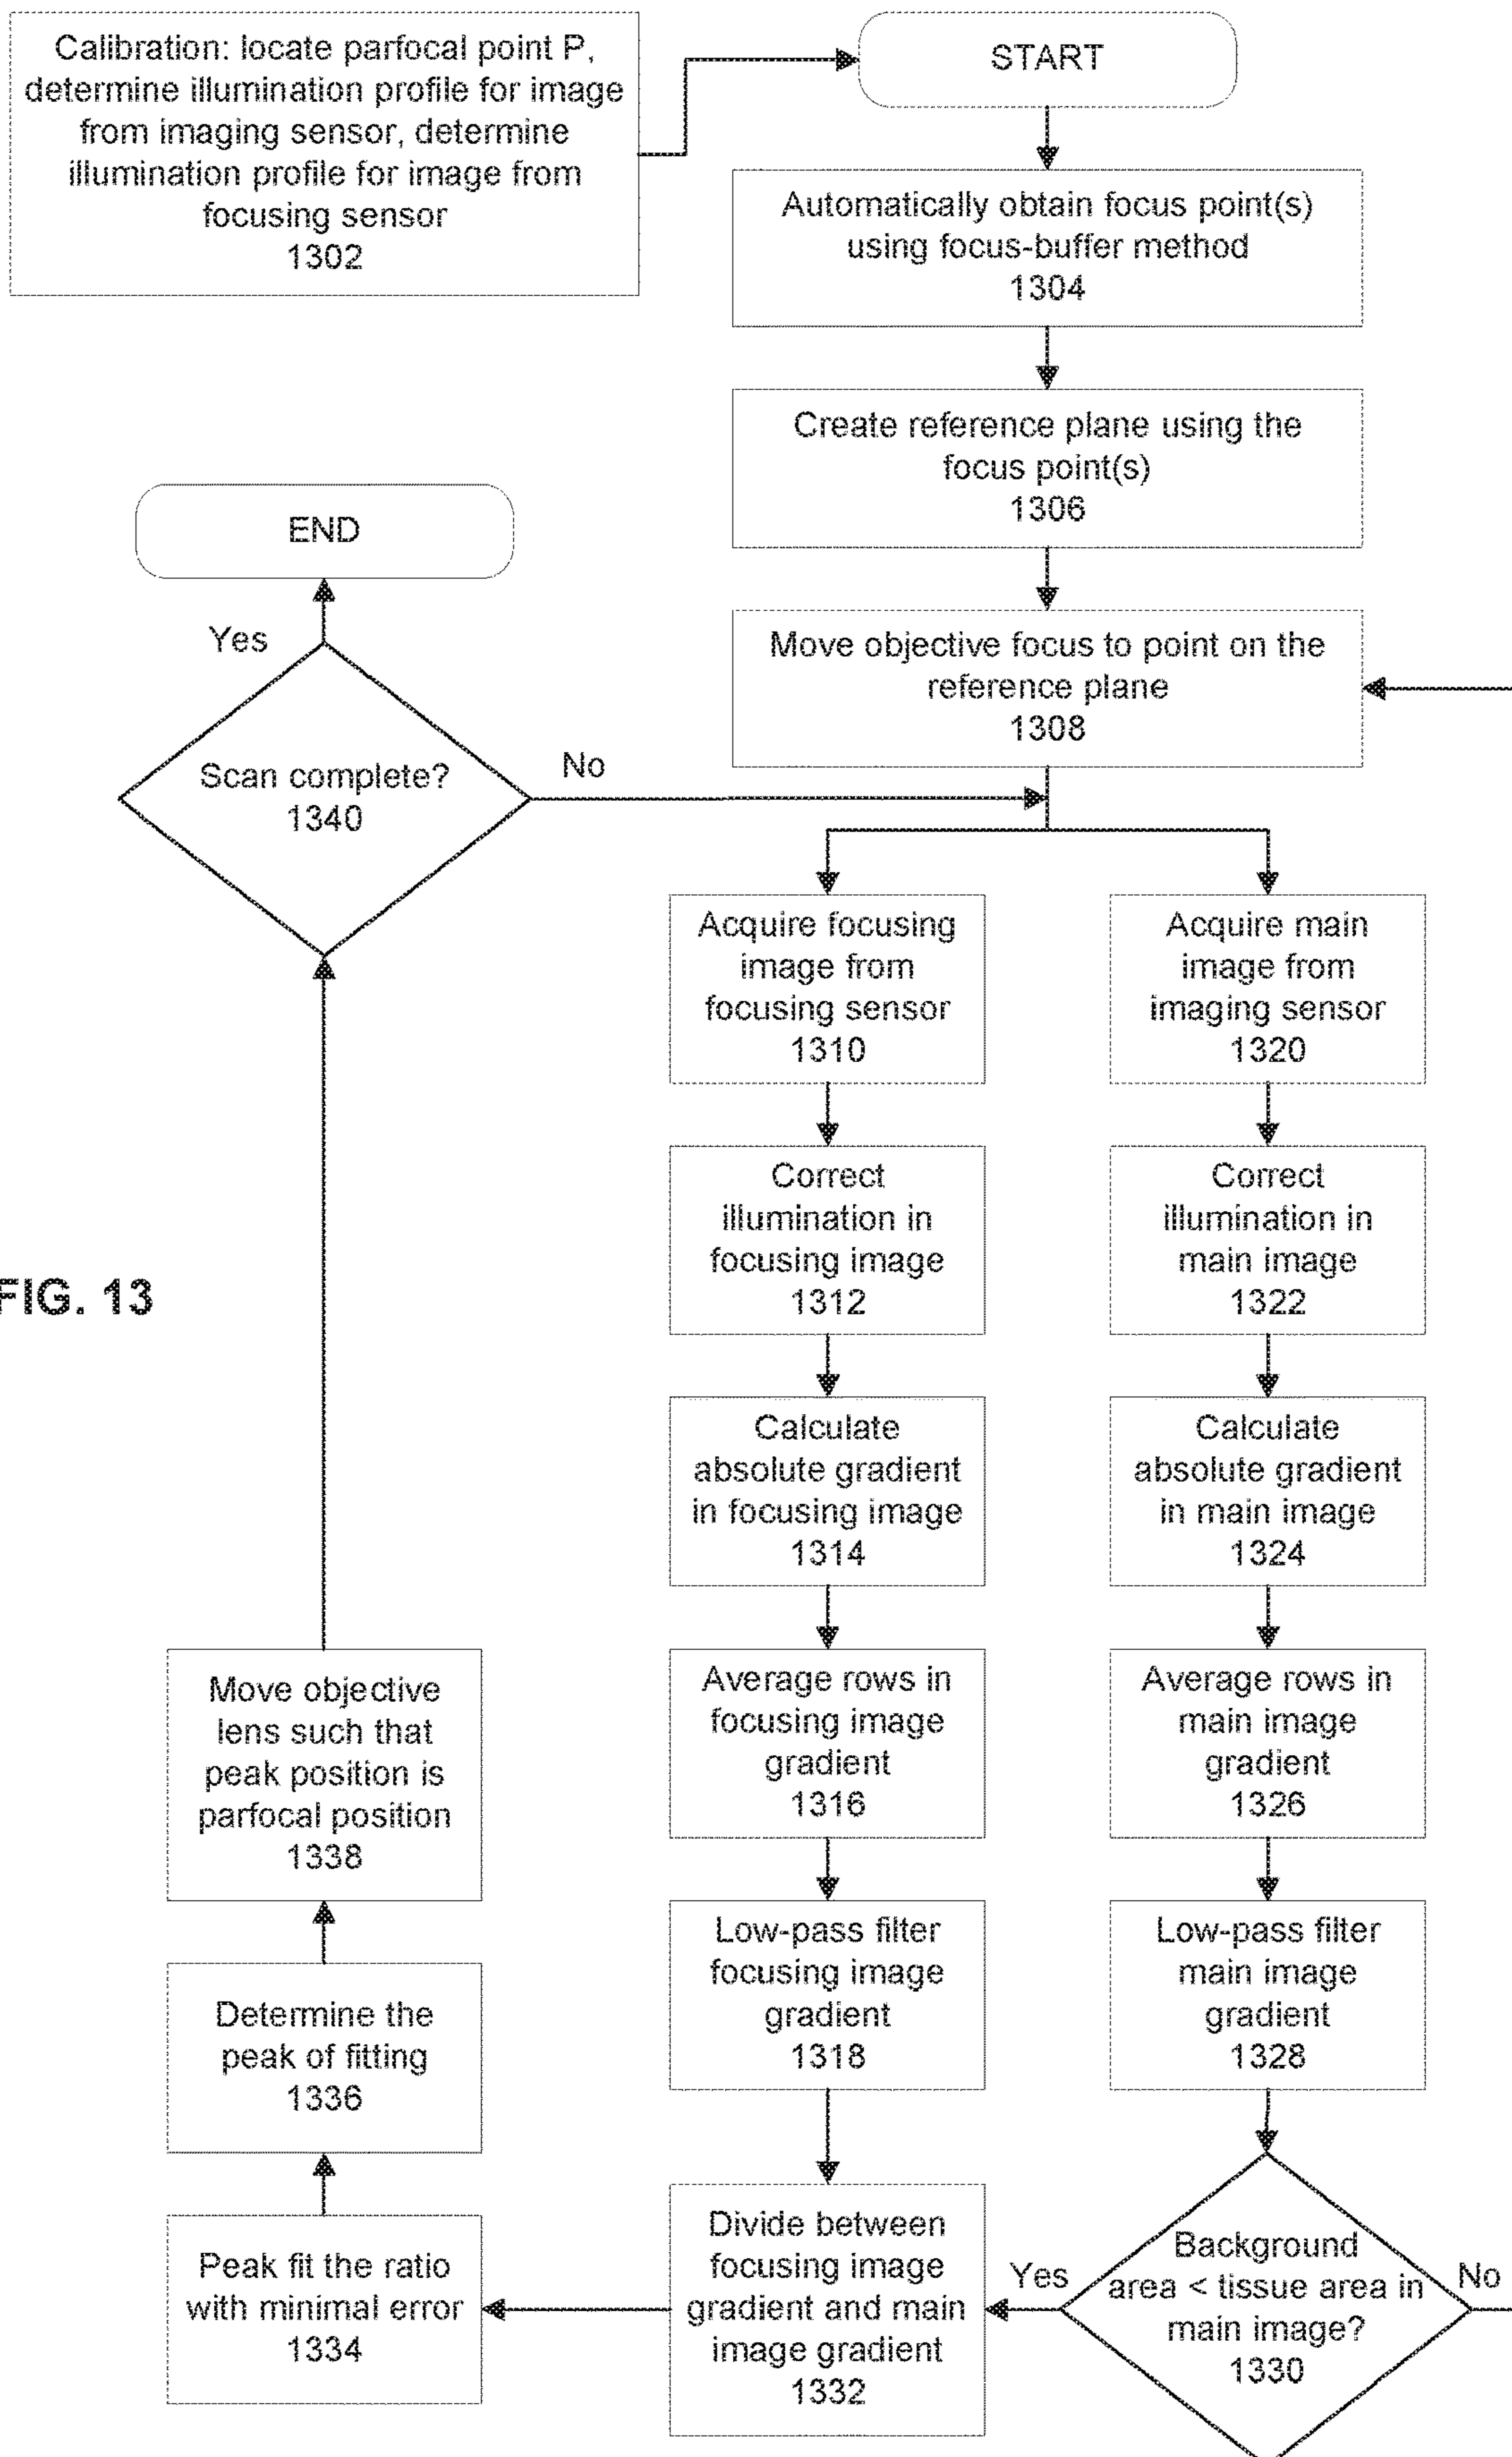 Calibration: locate parfocal point P,
determine illumination profile for image
from imaging sensor, determine
illumination profile for image from
focusing sensor
1302
START
Automatically obtain focus point(s)
using focus-buffer method
1304
Create reference plane using the
focus point(s)
1306
END
Yes
Move objective focus to point on the
reference plane
1308
Scan complete?
1340
No
Acquire focusing
image from
focusing sensor
1310
Acquire main
image from
imaging sensor
1320
Correct
illumination in
focusing image
1312
Correct
illumination in
main image
1322
FIG. 13
Calculate
absolute gradient
in focusing image
1314
Calculate
absolute gradient
in main image
1324
Move objective
lens such that
peak position is
parfocal position
1338
Average rows in
focusing image
gradient
1316
Average rows in
main image
gradient
1326
Low-pass filter
focusing image
gradient
1318
Low-pass filter
main image
gradient
1328
Determine the
peak of fitting
1336
Peak fit the ratio
with minimal error
1334
Divide between
focusing image
gradient and main
image gradient
1332
Yes
Background
area < tissue area in
main image?
1330
No